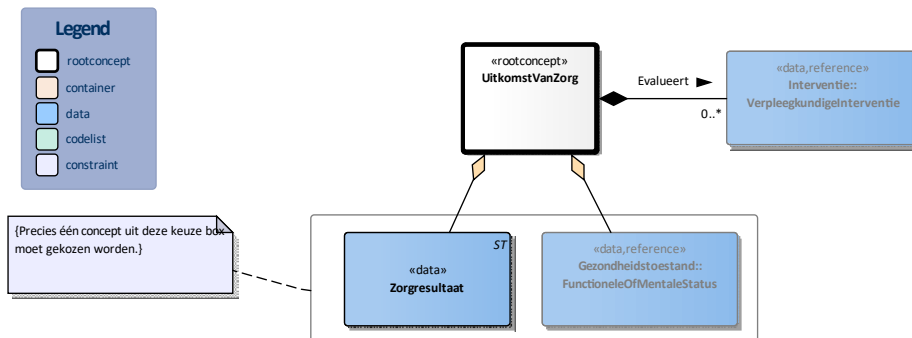 Legend
rootconcept
container
data
codelist
constraint
«rootconcept»
UitkomstVanZorg
Evalueert
0..*
«data,reference»
Interventie::
VerpleegkundigeInterventie
{Precies één concept uit deze keuze box
moet gekozen worden.}
ST
«data»
Zorgresultaat
«data,reference»
Gezondheidstoestand::
FunctioneleOfMentaleStatus